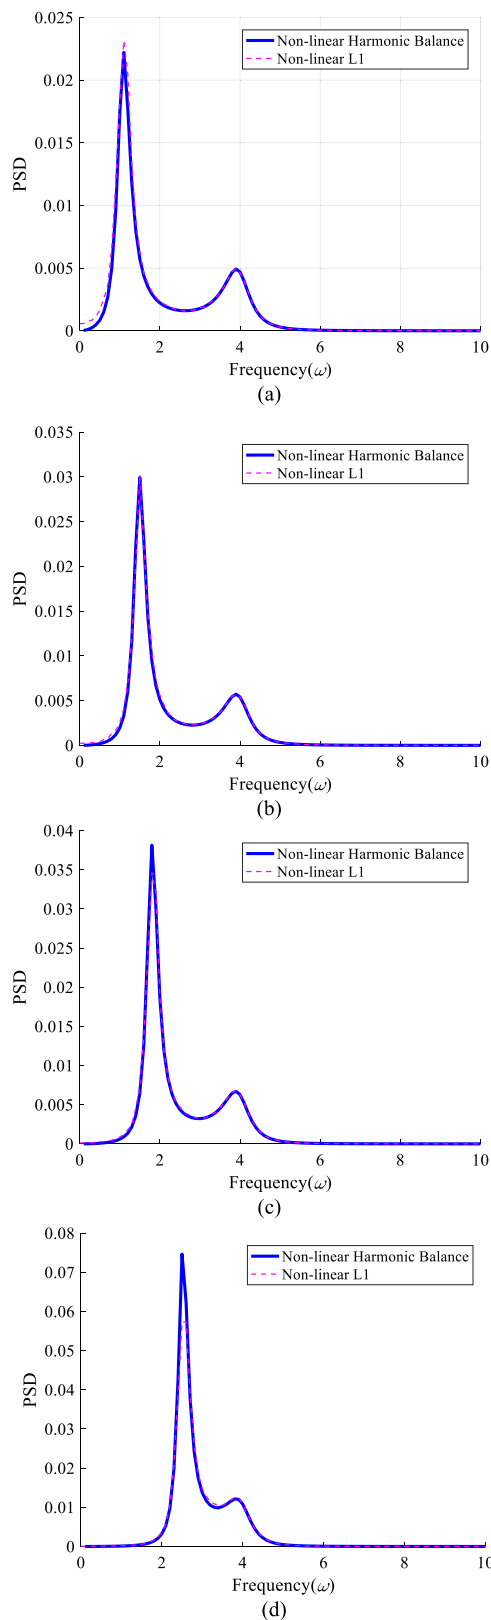 0.025
Non-linear Harmonic Balance
Non-linear L1
0.02
0.015
PSD
0.01
0.005
0
0 2 4 6 8 10
Frequency(ω)
(a)
0.035
Non-linear Harmonic Balance
0.03
Non-linear L1
0.025
0.02
PSD
0.015
0.01
0.005
0
0 2 4 6 8 10
Frequency(ω)
(b)
0.04
Non-linear Harmonic Balance
0.035
Non-linear L1
0.03
0.025
0.02
PSD
0.015
0.01
0.005
0
0 2 4 6 8 10
Frequency(ω)
(c)
0.08
Non-linear Harmonic Balance
0.07
Non-linear L1
0.06
0.05
0.04
PSD
0.03
0.02
0.01
0
0 2 4 6 8 10
Frequency(ω)
(d)